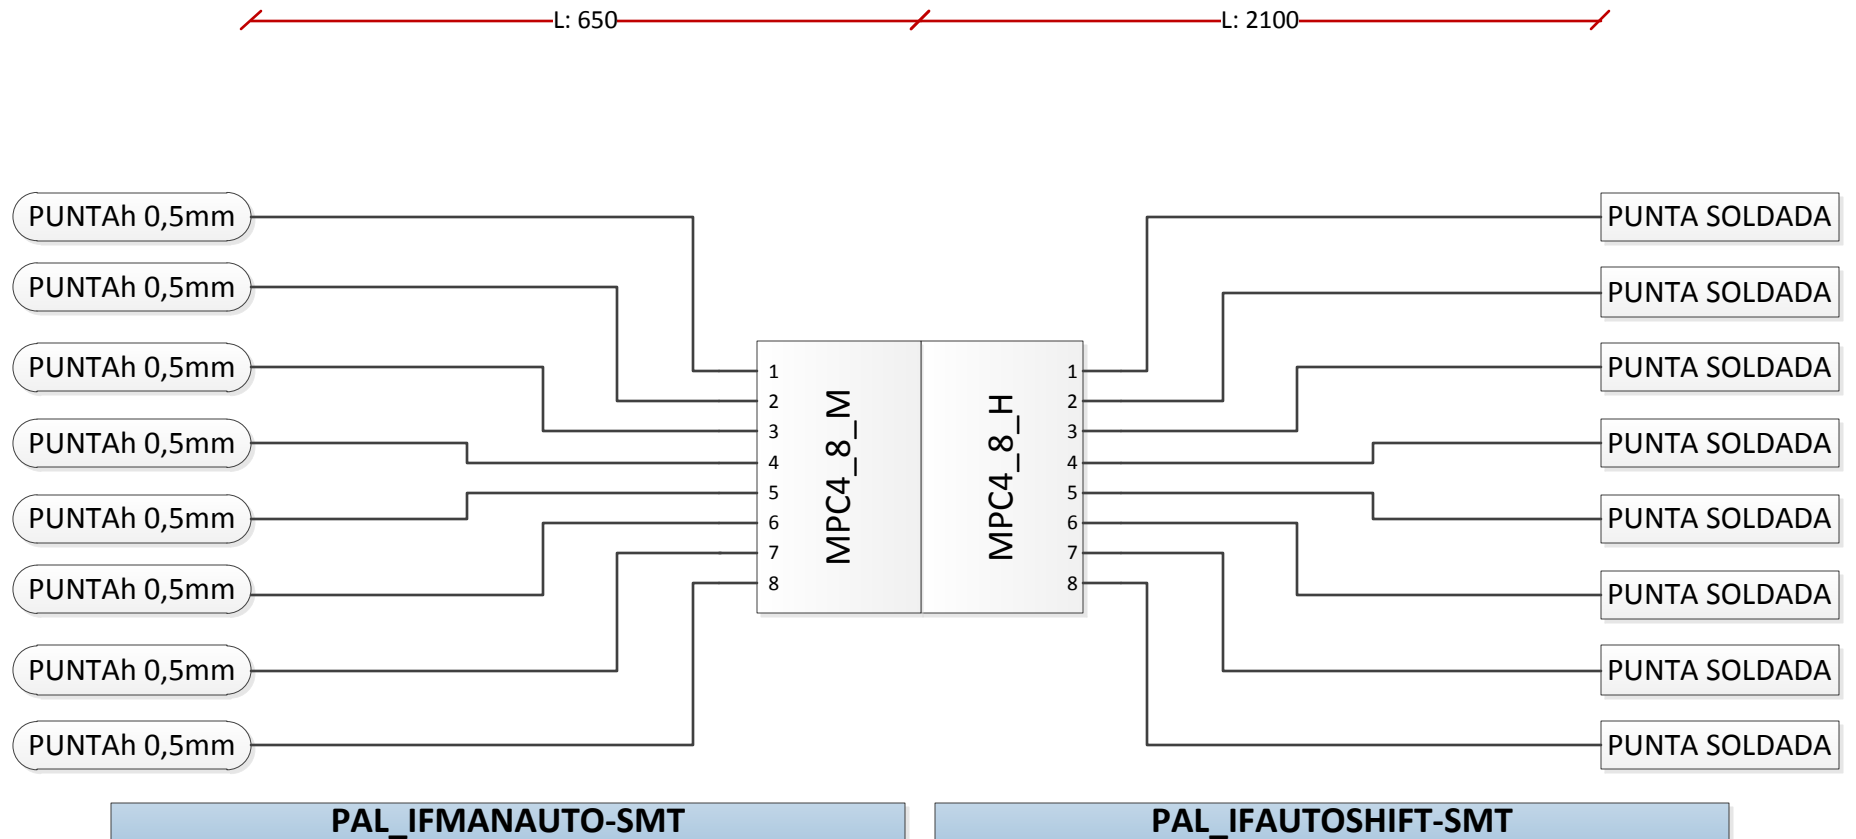 L: 650
L: 2100
PUNTAh 0,5mm
PUNTAh 0,5mm
PUNTAh 0,5mm
PUNTAh 0,5mm
PUNTAh 0,5mm
PUNTAh 0,5mm
PUNTAh 0,5mm
PUNTAh 0,5mm
1
2
3
4
5
6
7
8
MPC4_8_M
MPC4_8_H
1
2
3
4
5
6
7
8
PUNTA SOLDADA
PUNTA SOLDADA
PUNTA SOLDADA
PUNTA SOLDADA
PUNTA SOLDADA
PUNTA SOLDADA
PUNTA SOLDADA
PUNTA SOLDADA
PAL_IFMANAUTO-SMT
PAL_IFAUTOSHIFT-SMT